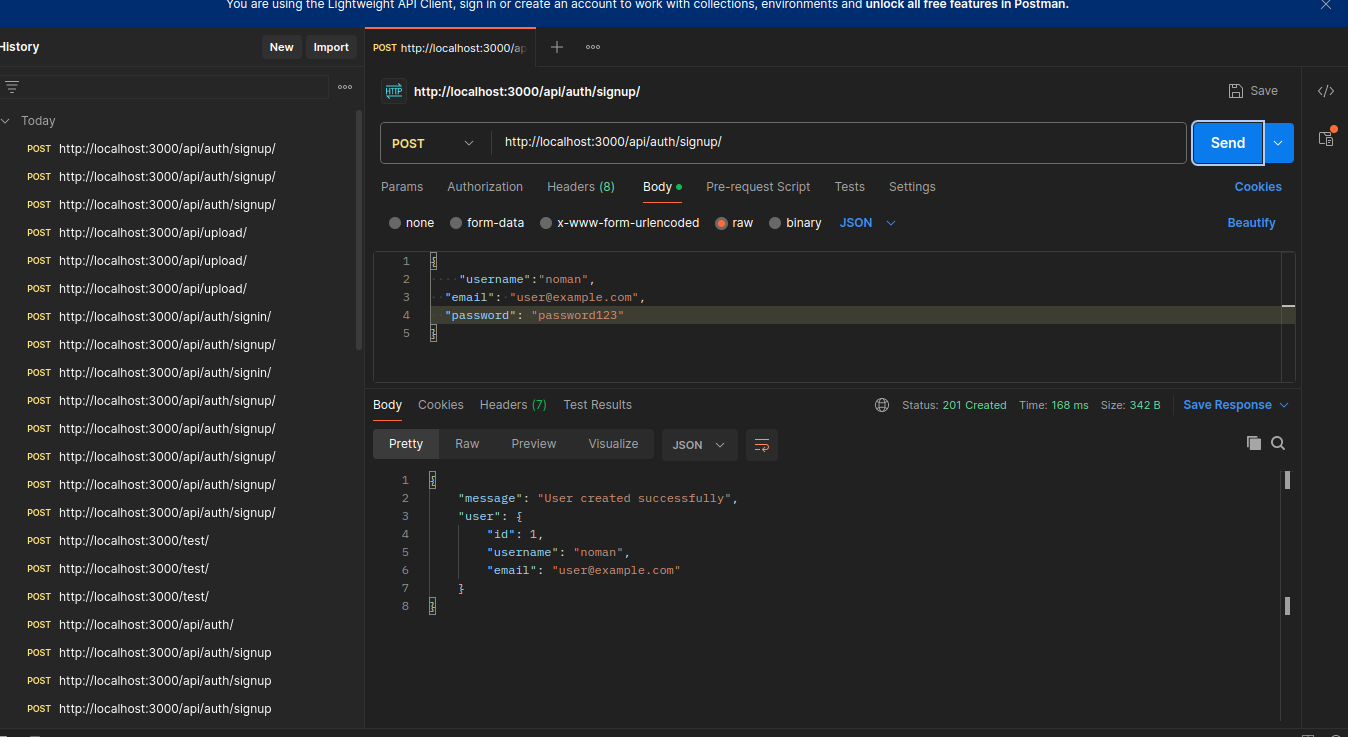 You are using the Lightweight API Client, sign in or create an account to work with collections, environments and unlock all free features in Postman.
History
New
Import
POST http://localhost:3000/ap
Today
POST http://localhost:3000/api/auth/signup/
POST http://localhost:3000/api/auth/signup/
POST http://localhost:3000/api/auth/signup/
POST http://localhost:3000/api/upload/
POST http://localhost:3000/api/upload/
POST http://localhost:3000/api/upload/
POST http://localhost:3000/api/auth/signin/
POST http://localhost:3000/api/auth/signup/
POST http://localhost:3000/api/auth/signin/
POST http://localhost:3000/api/auth/signup/
POST http://localhost:3000/api/auth/signup/
POST http://localhost:3000/api/auth/signup/
POST http://localhost:3000/api/auth/signup/
POST http://localhost:3000/api/auth/signup/
POST http://localhost:3000/test/
POST http://localhost:3000/test/
POST http://localhost:3000/test/
POST http://localhost:3000/api/auth/
POST http://localhost:3000/api/auth/signup
POST http://localhost:3000/api/auth/signup
POST http://localhost:3000/api/auth/signup
HTTP http://localhost:3000/api/auth/signup/
Save
POST http://localhost:3000/api/auth/signup/
Send
Params Authorization Headers (8) Body Pre-request Script Tests Settings Cookies
none form-data x-www-form-urlencoded raw binary JSON Beautify
1 {
2 "username":"noman",
3 "email": "user@example.com",
4 "password": "password123"
5 }
Body Cookies Headers (7) Test Results Status: 201 Created Time: 168 ms Size: 342 B Save Response
Pretty Raw Preview Visualize JSON
1 {
2 "message": "User created successfully",
3 "user": {
4 "id": 1,
5 "username": "noman",
6 "email": "user@example.com"
7 }
8 }